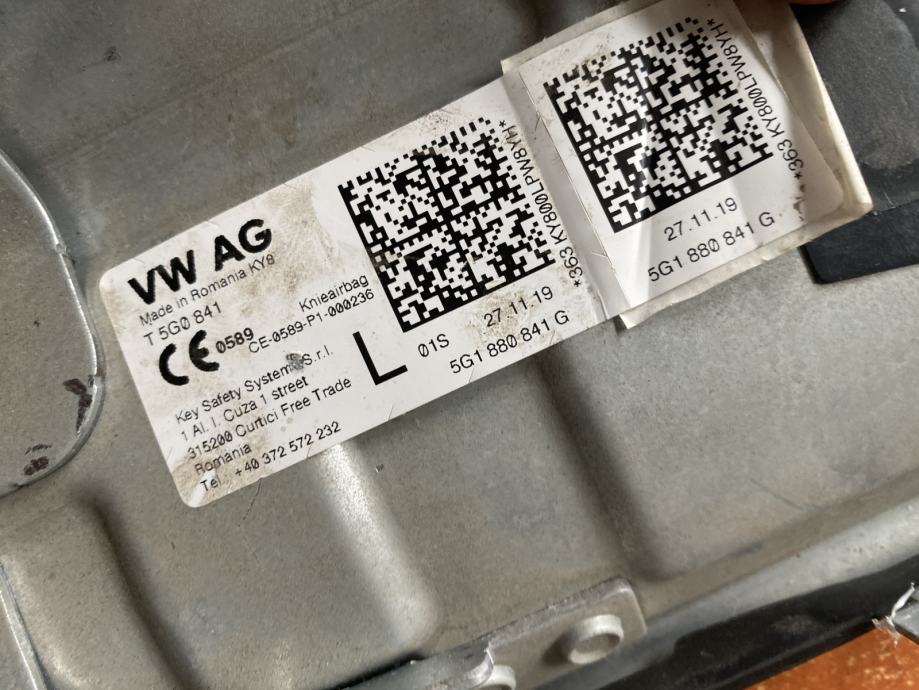 VW AG
Made in Romania KY8
T 5G0 841
Knieairbag
CE 0589
CE-0589-P1-000236
Key Safety Systems S.r.l.
1 Al. I. Cuza 1 street
315200 Curtici Free Trade
Romania
Tel.: +40 372 572 232
L
01S
27.11.19
5G1 880 841 G
*363 KY800LPW8YH*
27.11.19
5G1 880 841 G
*363 KY800LPW8YH*